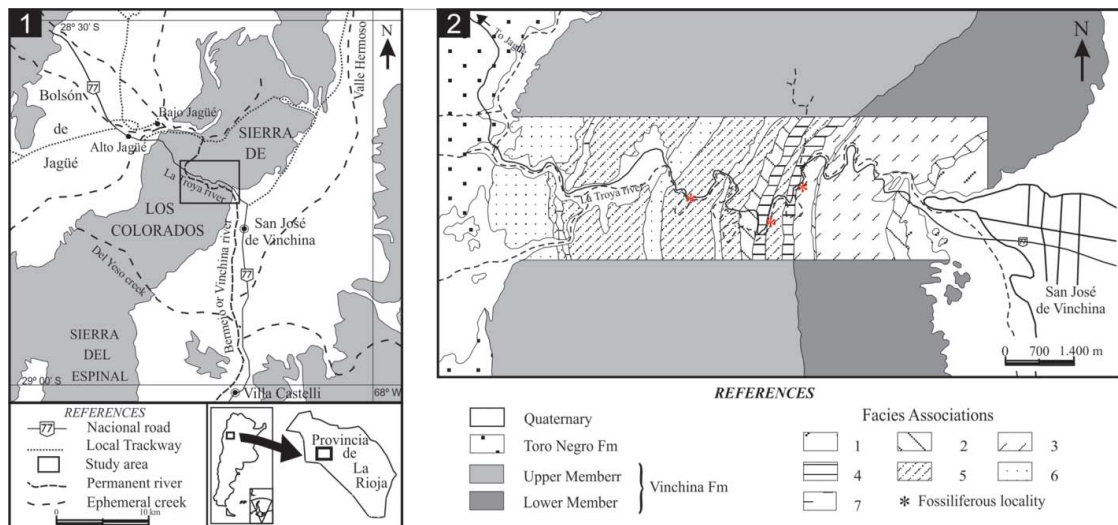 1
28° 30' S
N
77
Bolsón
de
Jagüé
Bajo Jagüé
Alto Jagüé
Valle Hermoso
SIERRA
DE
La Troya river
LOS
COLORADOS
San José
de Vinchina
Del Yeso creek
77
Bermejo or Vinchina river
SIERRA
DEL
ESPINAL
29° 00' S
68° W
Villa Castelli
REFERENCES
77 Nacional road
Local Trackway
Study area
Permanent river
Ephemeral creek
0 10 km
Provincia
de
La
Rioja
2
To Jagüé
N
La Troya river
77
San José
de Vinchina
0 700 1.400 m
REFERENCES
Quaternary
Toro Negro Fm
Upper Memberr
Lower Member
Vinchina Fm
Facies Associations
1 2 3
4 5 6
7 * Fossiliferous locality